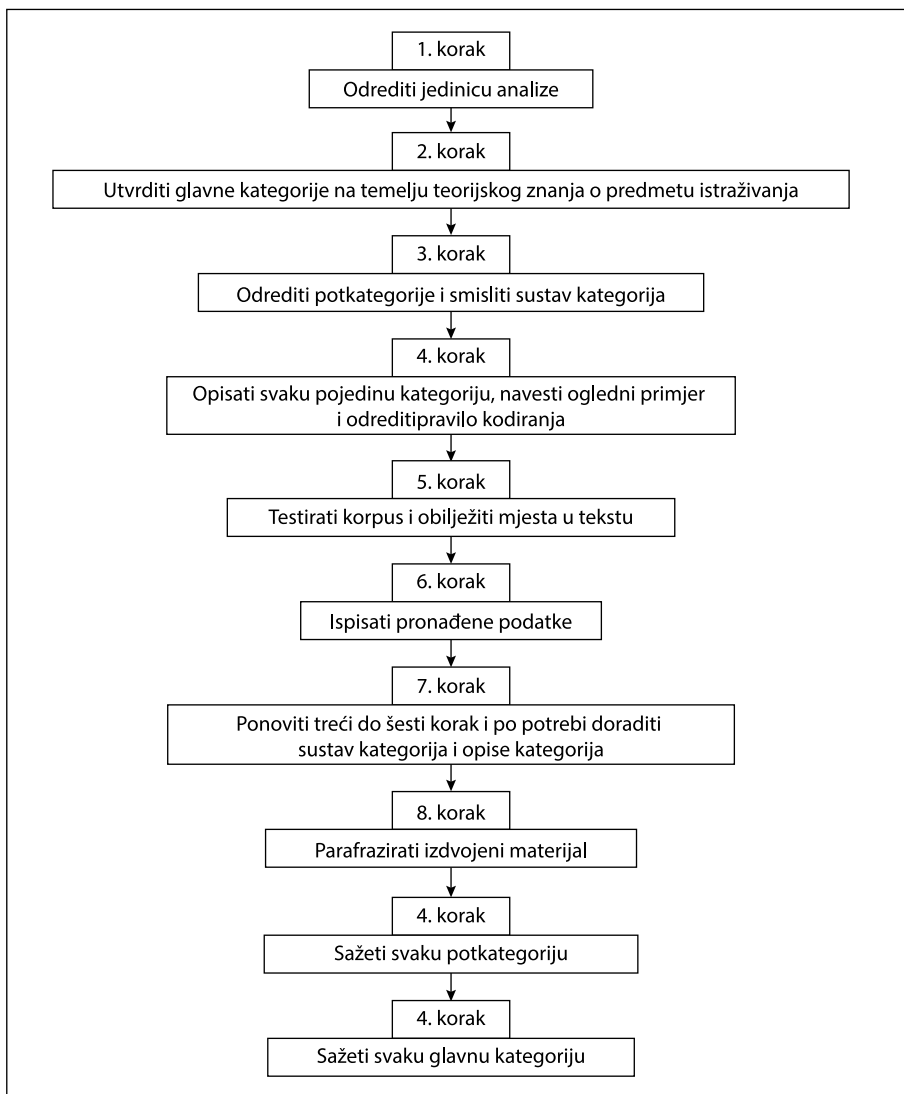 1. korak
Odrediti jedinicu analize
2. korak
Utvrditi glavne kategorije na temelju teorijskog znanja o predmetu istraživanja
3. korak
Odrediti potkategorije i smisliti sustav kategorija
4. korak
Opisati svaku pojedinu kategoriju, navesti ogledni primjer
i odreditipravilo kodiranja
5. korak
Testirati korpus i obilježiti mjesta u tekstu
6. korak
Ispisati pronađene podatke
7. korak
Ponoviti treći do šesti korak i po potrebi doraditi
sustav kategorija i opise kategorija
8. korak
Parafrazirati izdvojeni materijal
4. korak
Sažeti svaku potkategoriju
4. korak
Sažeti svaku glavnu kategoriju